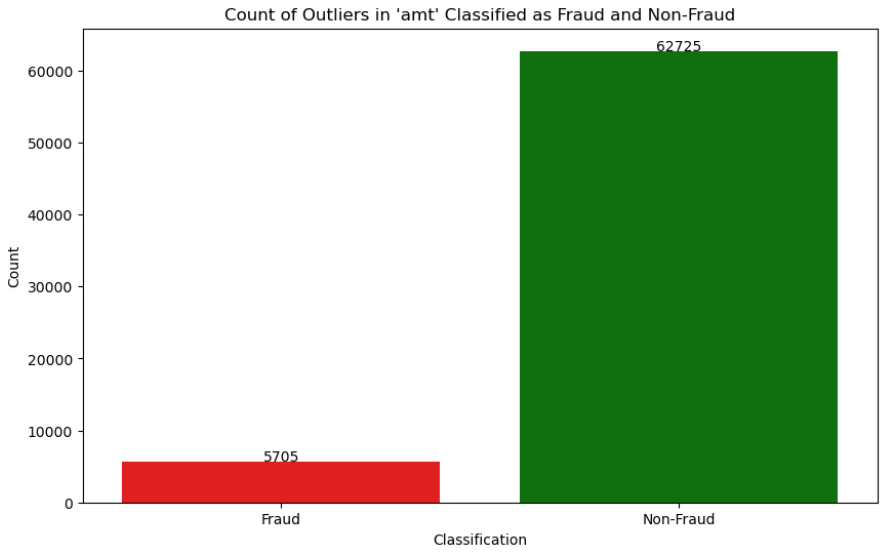 Count of Outliers in 'amt' Classified as Fraud and Non-Fraud
62725
60000
50000
40000
30000
20000
10000
0
Count
5705
Fraud
Non-Fraud
Classification